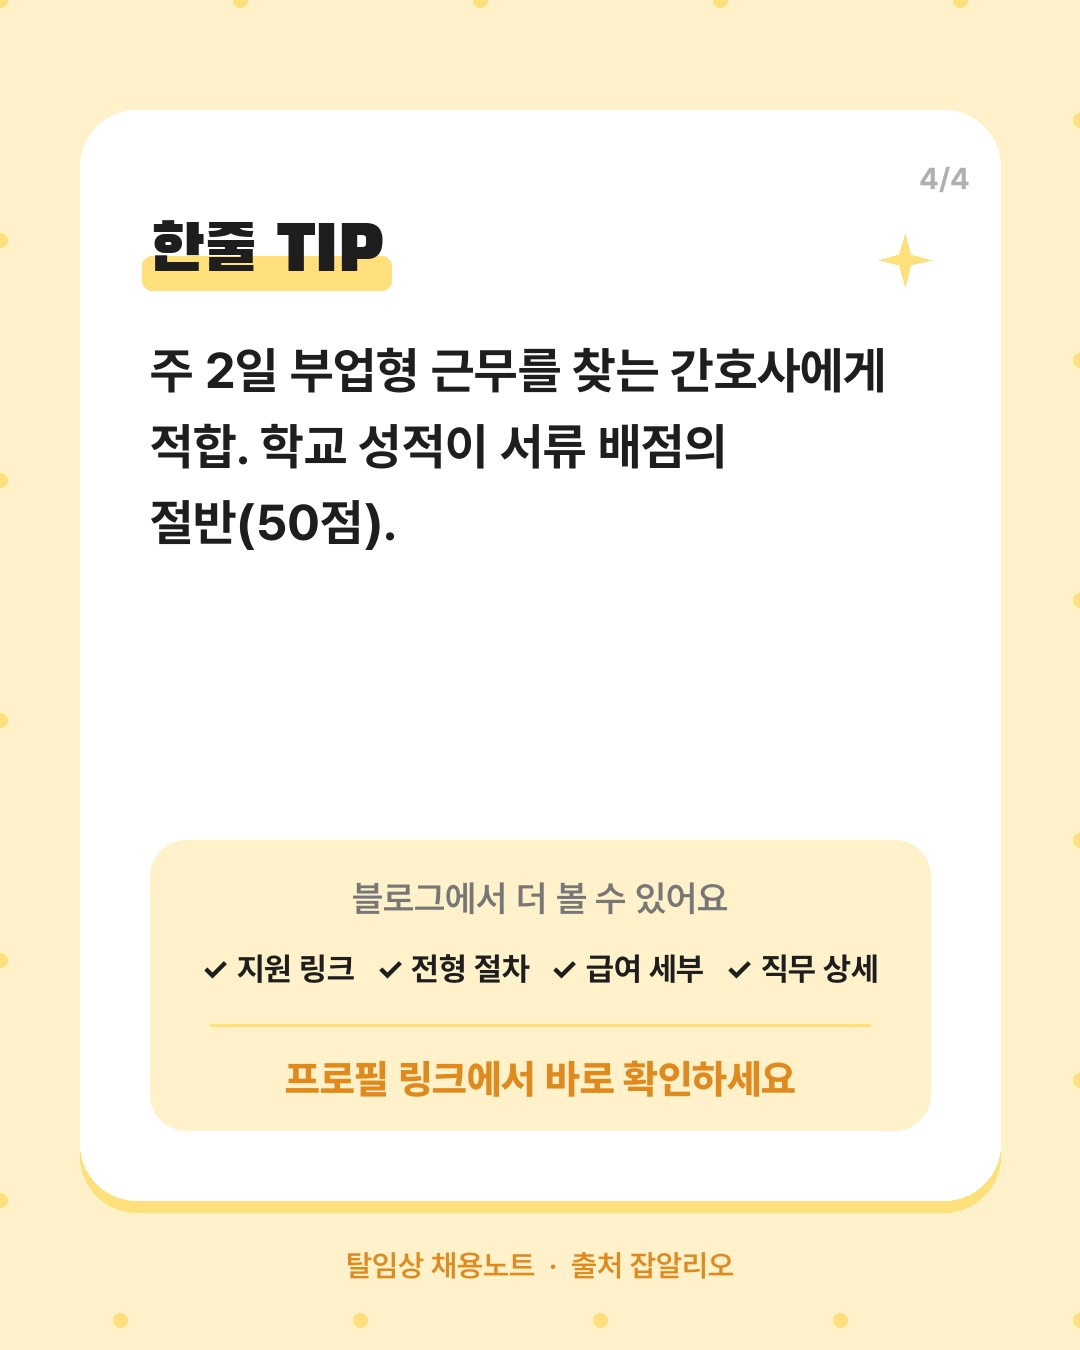 4/4
한줄 TIP
주 2일 부업형 근무를 찾는 간호사에게
적합. 학교 성적이 서류 배점의
절반(50점).
블로그에서 더 볼 수 있어요
✓ 지원 링크 ✓ 전형 절차 ✓ 급여 세부 ✓ 직무 상세
프로필 링크에서 바로 확인하세요
탈임상 채용노트 · 출처 잡알리오